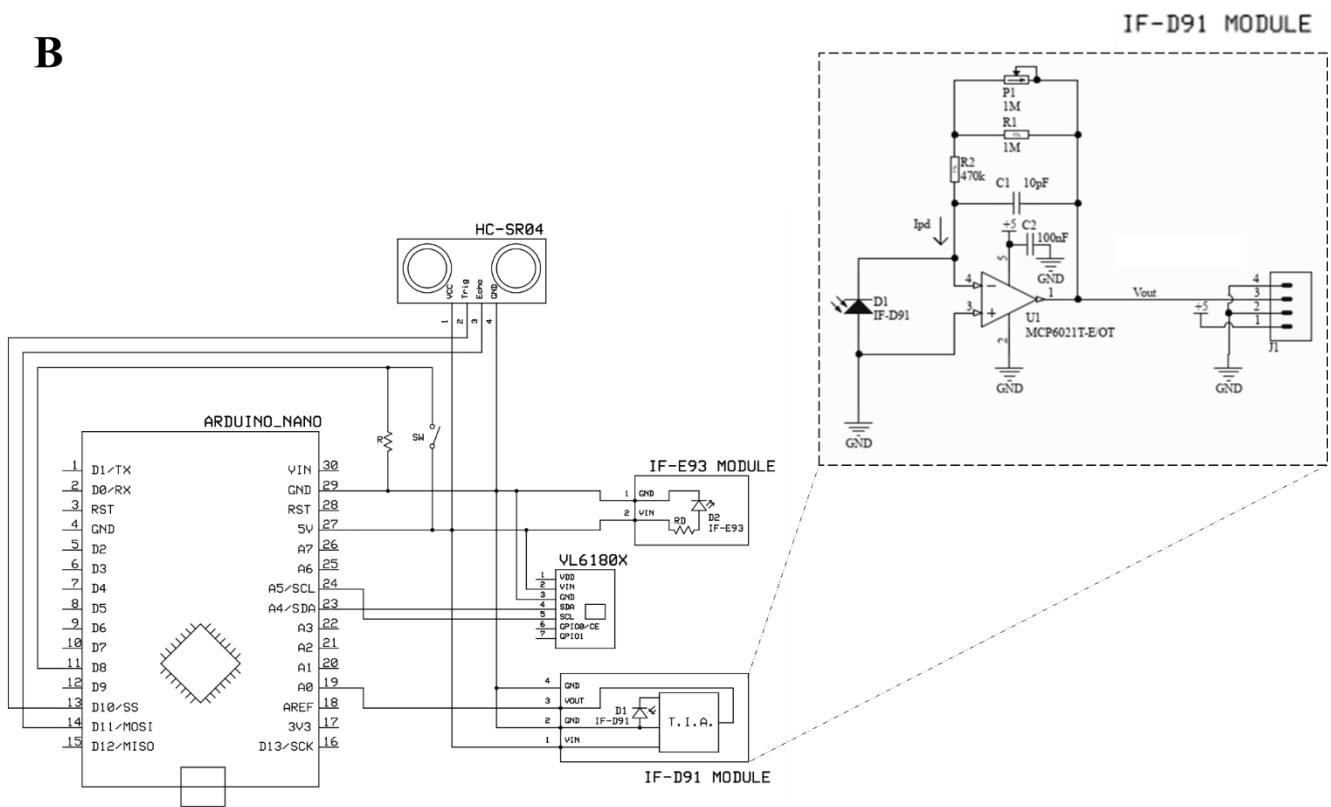 B
IF-D91 MODULE
P1
1M
R1
1M
R2
470k
C1 10pF
Ipd
+5
C2
100nF
GND
5
4
3
1
2
D1
IF-D91
U1
MCP6021T-E/OT
GND
GND
Vout
+5
4
3
2
1
J1
GND
HC-SR04
VCC
Trig
Echo
GND
1
2
3
4
R
SW
ARDUINO_NANO
1 D1/TX
2 D0/RX
3 RST
4 GND
5 D2
6 D3
7 D4
8 D5
9 D6
10 D7
11 D8
12 D9
13 D10/SS
14 D11/MOSI
15 D12/MISO
VIN 30
GND 29
RST 28
5V 27
A7 26
A6 25
A5/SCL 24
A4/SDA 23
A3 22
A2 21
A1 20
A0 19
AREF 18
3V3 17
D13/SCK 16
IF-E93 MODULE
1 GND
2 VIN
RD
D2
IF-E93
VL6180X
1 VDD
2 VIN
3 GND
4 SDA
5 SCL
6 GPIO0/CE
7 GPIO1
4 GND
3 VOUT
2 GND
1 VIN
D1
IF-D91
T.I.A.
IF-D91 MODULE